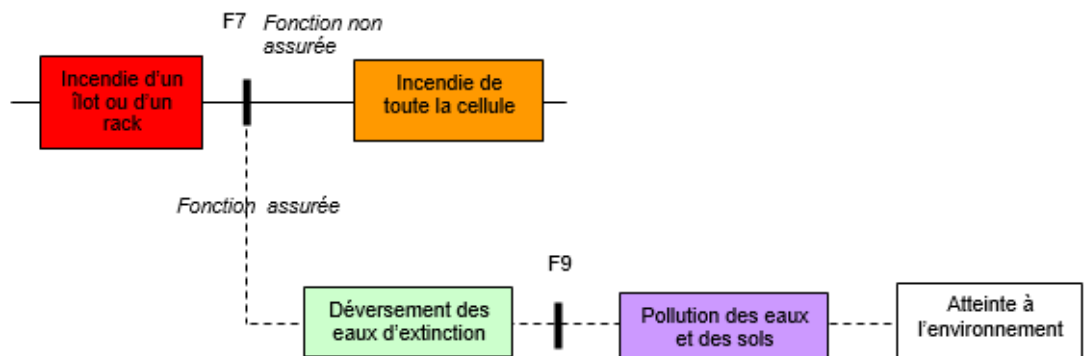 F7
Fonction non
assurée
Incendie d'un
îlot ou d'un
rack
Incendie de
toute la cellule
Fonction assurée
F9
Déversement des
eaux d'extinction
Pollution des eaux
et des sols
Atteinte à
l'environnement